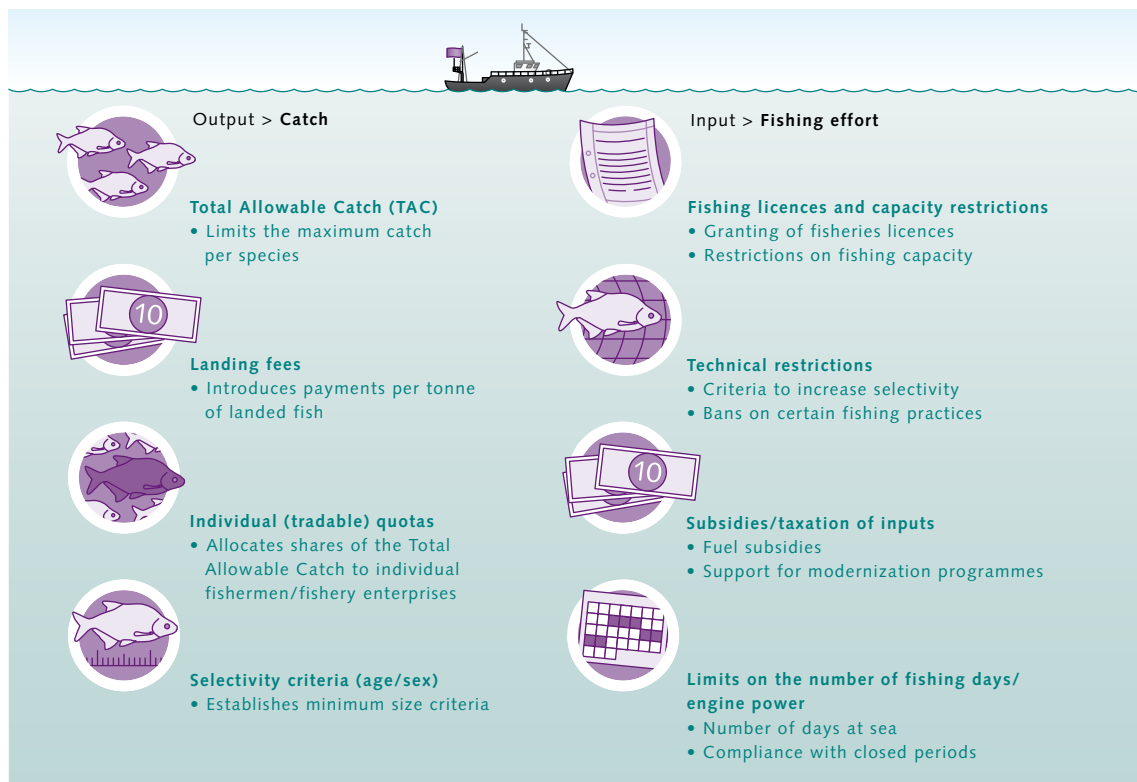 Output > Catch
Total Allowable Catch (TAC)
• Limits the maximum catch
per species
10
Landing fees
• Introduces payments per tonne
of landed fish
Individual (tradable) quotas
• Allocates shares of the Total
Allowable Catch to individual
fishermen/fishery enterprises
Selectivity criteria (age/sex)
• Establishes minimum size criteria
Input > Fishing effort
Fishing licences and capacity restrictions
• Granting of fisheries licences
• Restrictions on fishing capacity
Technical restrictions
• Criteria to increase selectivity
• Bans on certain fishing practices
10
Subsidies/taxation of inputs
• Fuel subsidies
• Support for modernization programmes
Limits on the number of fishing days/
engine power
• Number of days at sea
• Compliance with closed periods